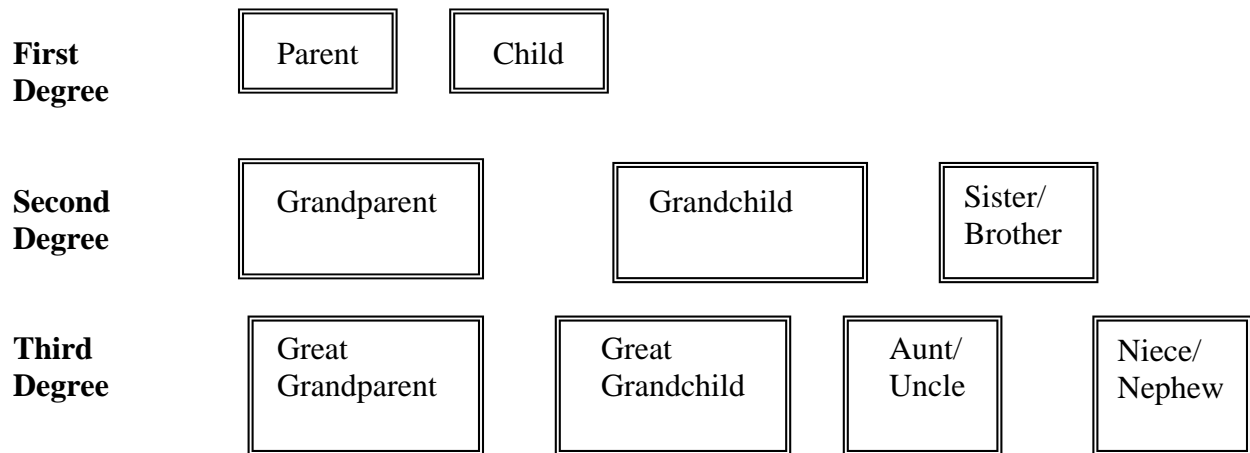 First
Degree
Parent
Child
Second
Degree
Grandparent
Grandchild
Sister/
Brother
Third
Degree
Great
Grandparent
Great
Grandchild
Aunt/
Uncle
Niece/
Nephew